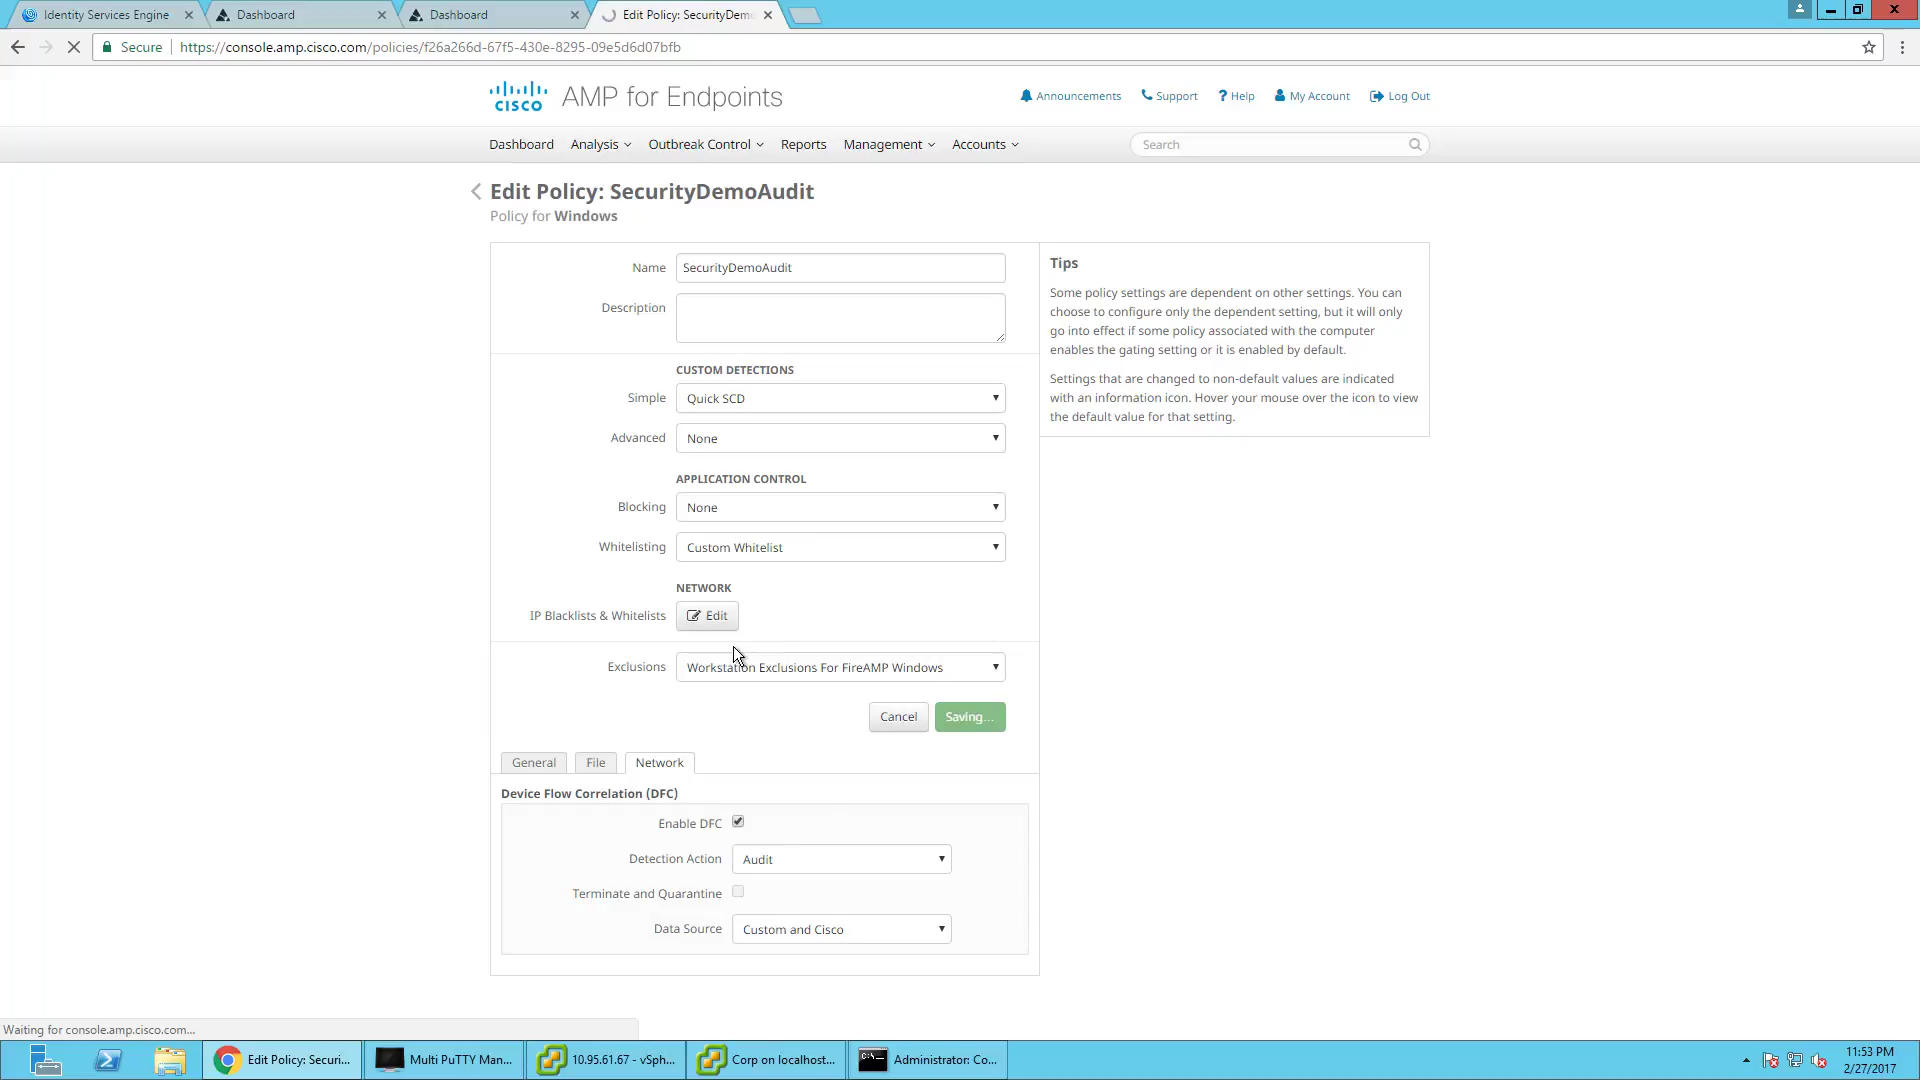 Identity Services Engine
Dashboard
Dashboard
Edit Policy: SecurityDem
Secure
https://console.amp.cisco.com/policies/f26a266d-67f5-430e-8295-09e5d6d07bfb
CISCO AMP for Endpoints
Announcements
Support
? Help
My Account
Log Out
Dashboard
Analysis
Outbreak Control
Reports
Management
Accounts
Search
Edit Policy: SecurityDemoAudit
Policy for Windows
Name
SecurityDemoAudit
Description
CUSTOM DETECTIONS
Simple
Quick SCD
Advanced
None
APPLICATION CONTROL
Blocking
None
Whitelisting
Custom Whitelist
NETWORK
IP Blacklists & Whitelists
Edit
Exclusions
Workstation Exclusions For FireAMP Windows
Cancel
Saving...
General
File
Network
Device Flow Correlation (DFC)
Enable DFC
Detection Action
Audit
Terminate and Quarantine
Data Source
Custom and Cisco
Tips
Some policy settings are dependent on other settings. You can
choose to configure only the dependent setting, but it will only
go into effect if some policy associated with the computer
enables the gating setting or it is enabled by default.
Settings that are changed to non-default values are indicated
with an information icon. Hover your mouse over the icon to view
the default value for that setting.
Waiting for console.amp.cisco.com...
Edit Policy: Securi...
Multi PuTTY Man...
10.95.61.67 - vSph...
Corp on localhost...
Administrator: Co...
11:53 PM
2/27/2017